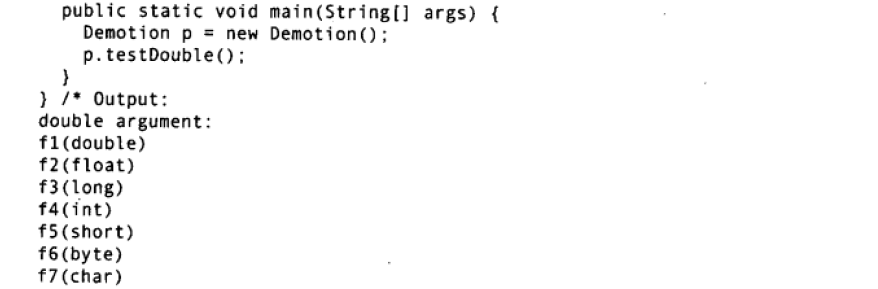 public static void main(String[] args) {
Demotion p = new Demotion();
p.testDouble();
}
} /* Output:
double argument:
f1(double)
f2(float)
f3(long)
f4(int)
f5(short)
f6(byte)
f7(char)